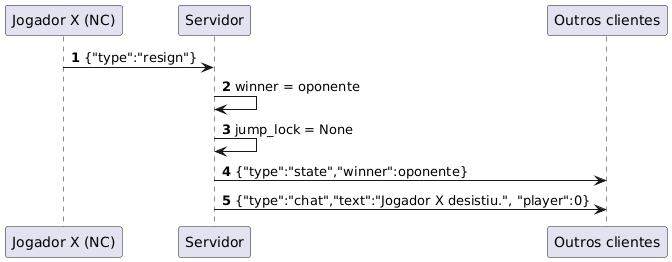 Jogador X (NC) Servidor Outros clientes
1 {"type":"resign"}
2 winner = oponente
3 jump_lock = None
4 {"type":"state","winner":oponente}
5 {"type":"chat","text":"Jogador X desistiu.", "player":0}
Jogador X (NC) Servidor Outros clientes